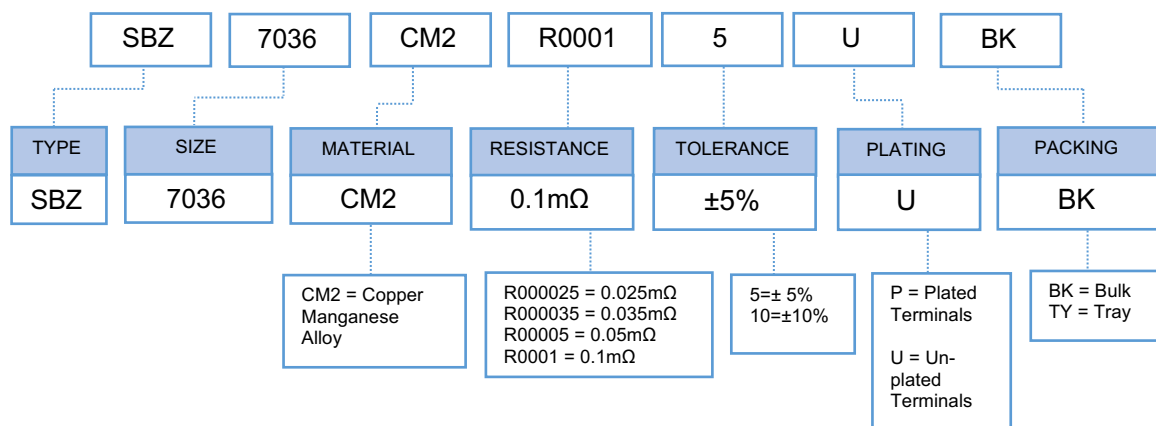 SBZ 7036 CM2 R0001 5 U BK
TYPE SIZE MATERIAL RESISTANCE TOLERANCE PLATING PACKING
SBZ 7036 CM2 0.1mΩ ±5% U BK
CM2 = Copper
Manganese
Alloy
R000025 = 0.025mΩ
R000035 = 0.035mΩ
R00005 = 0.05mΩ
R0001 = 0.1mΩ
5=± 5%
10=±10%
P = Plated
Terminals
U = Un-
plated
Terminals
BK = Bulk
TY = Tray